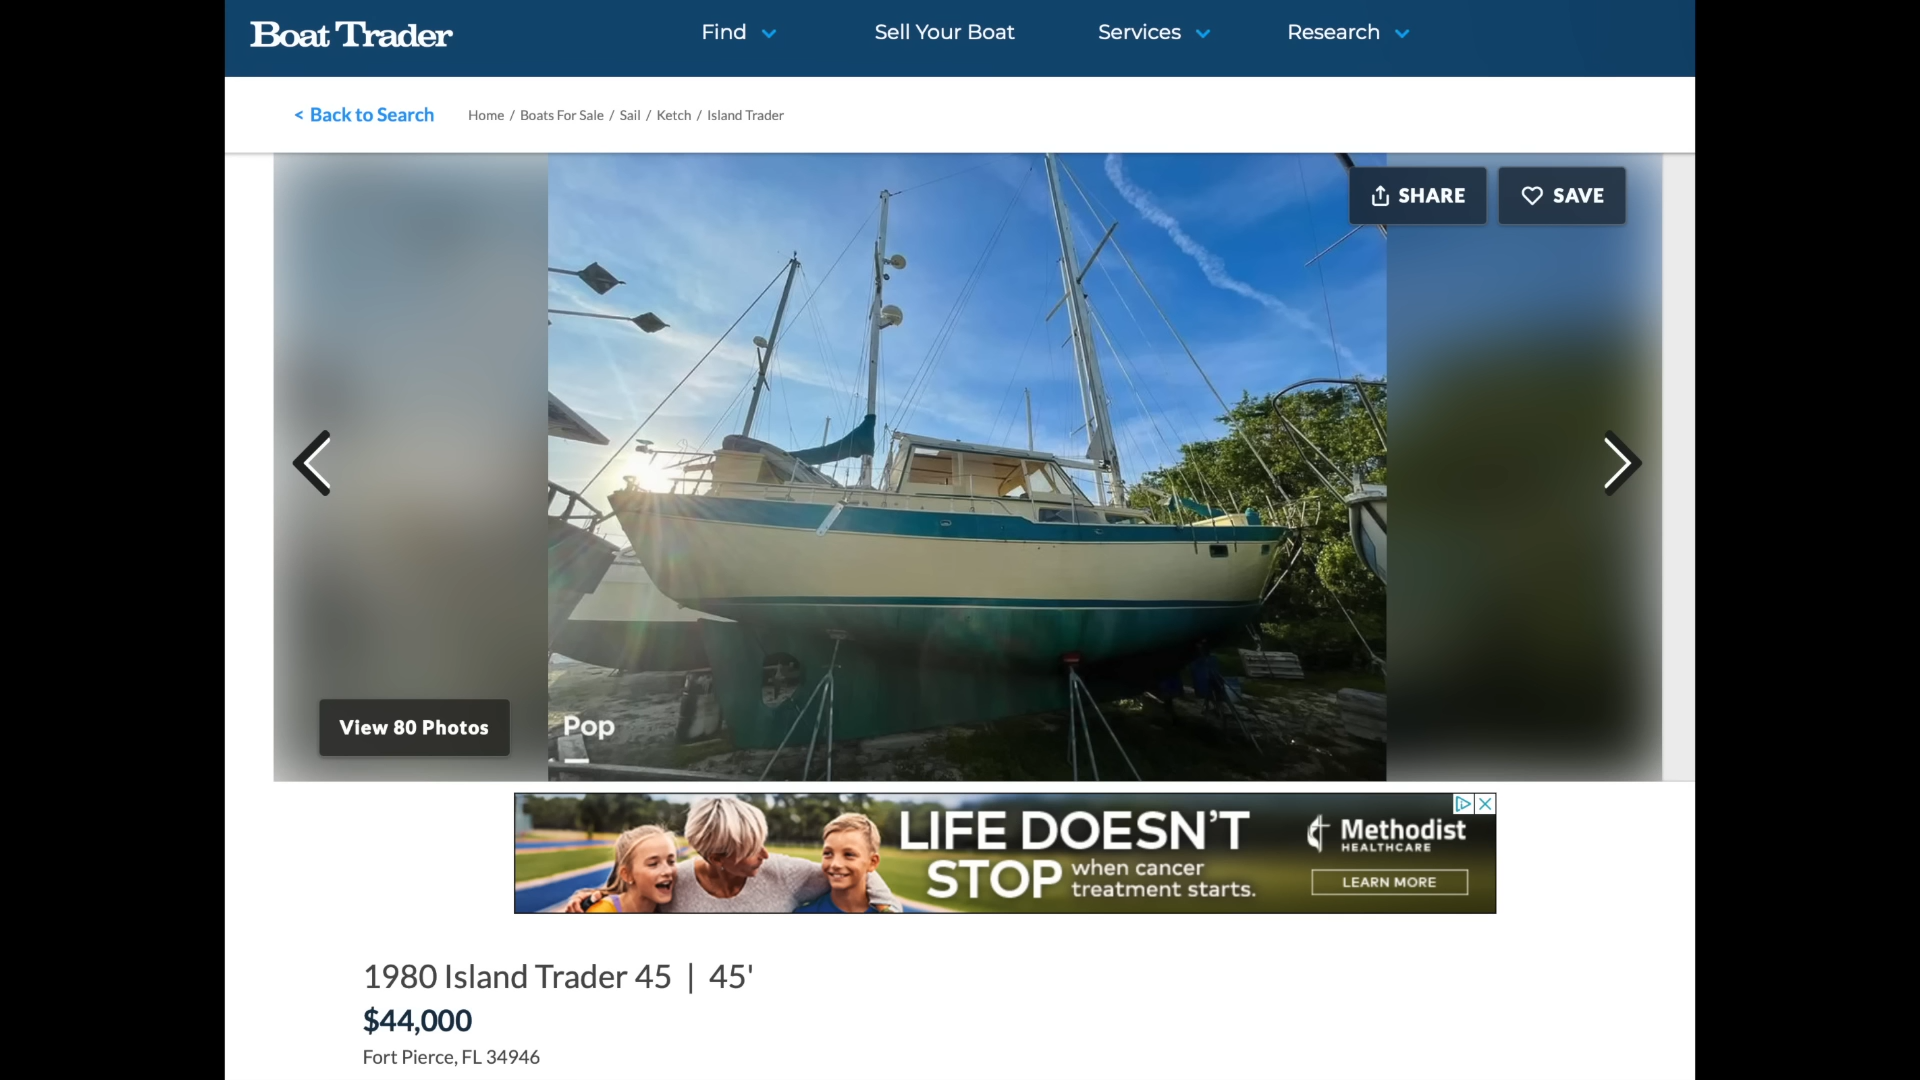 Boat Trader
Find
Sell Your Boat
Services
Research
< Back to Search
Home / Boats For Sale / Sail / Ketch / Island Trader
SHARE
SAVE
View 80 Photos
Pop
LIFE DOESN'T
STOP when cancer
treatment starts.
Methodist
HEALTHCARE
LEARN MORE
1980 Island Trader 45 | 45'
$44,000
Fort Pierce, FL 34946